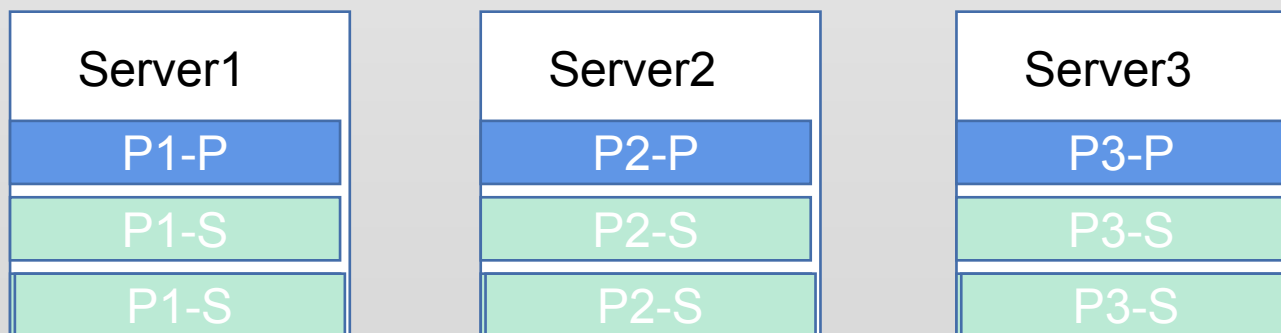 Server1 Server2 Server3
P1-P P2-P P3-P
P1-S P2-S P3-S
P1-S P2-S P3-S